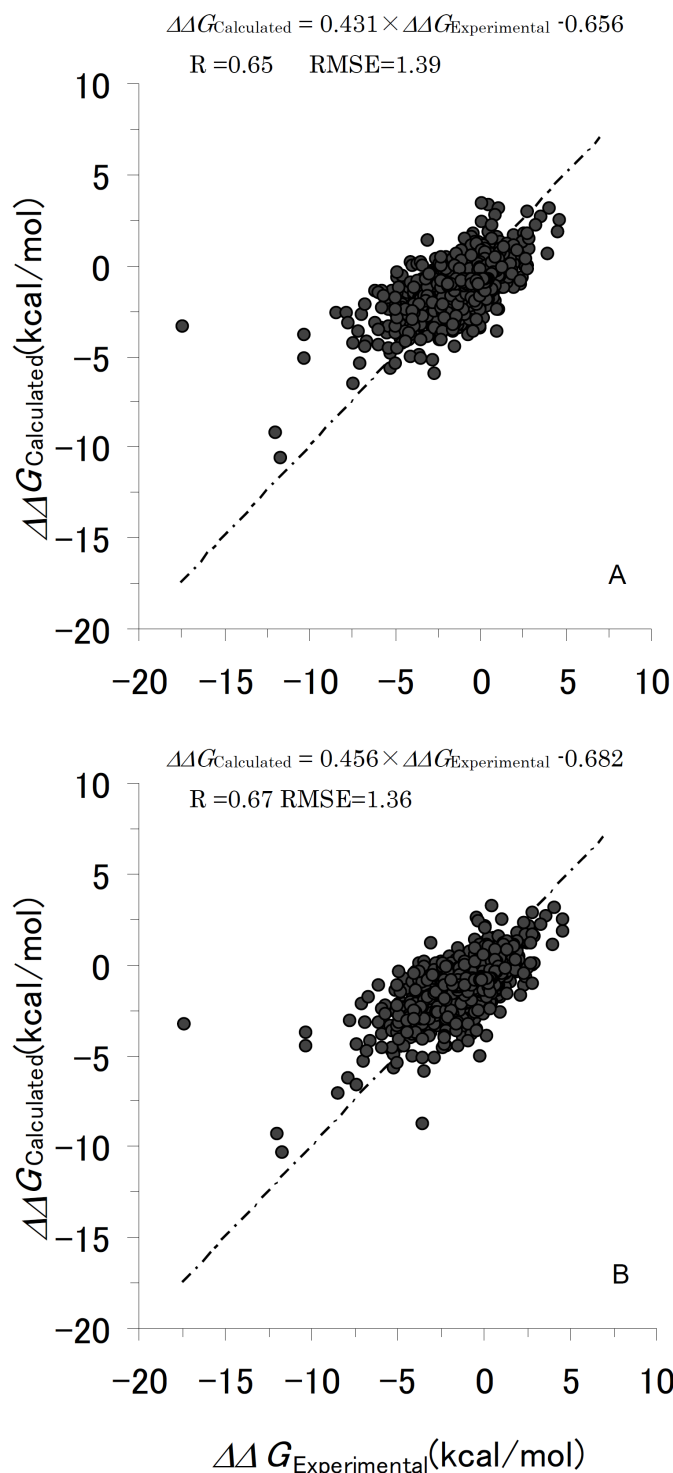 ΔΔGCalculated = 0.431×ΔΔGExperimental -0.656
R =0.65 RMSE=1.39
10
5
0
−5
−10
−15
−20
ΔΔGCalculated(kcal/mol)
A
−20 −15 −10 −5 0 5 10
ΔΔGCalculated = 0.456×ΔΔGExperimental -0.682
R =0.67 RMSE=1.36
10
5
0
−5
−10
−15
−20
ΔΔGCalculated(kcal/mol)
B
−20 −15 −10 −5 0 5 10
ΔΔGExperimental(kcal/mol)